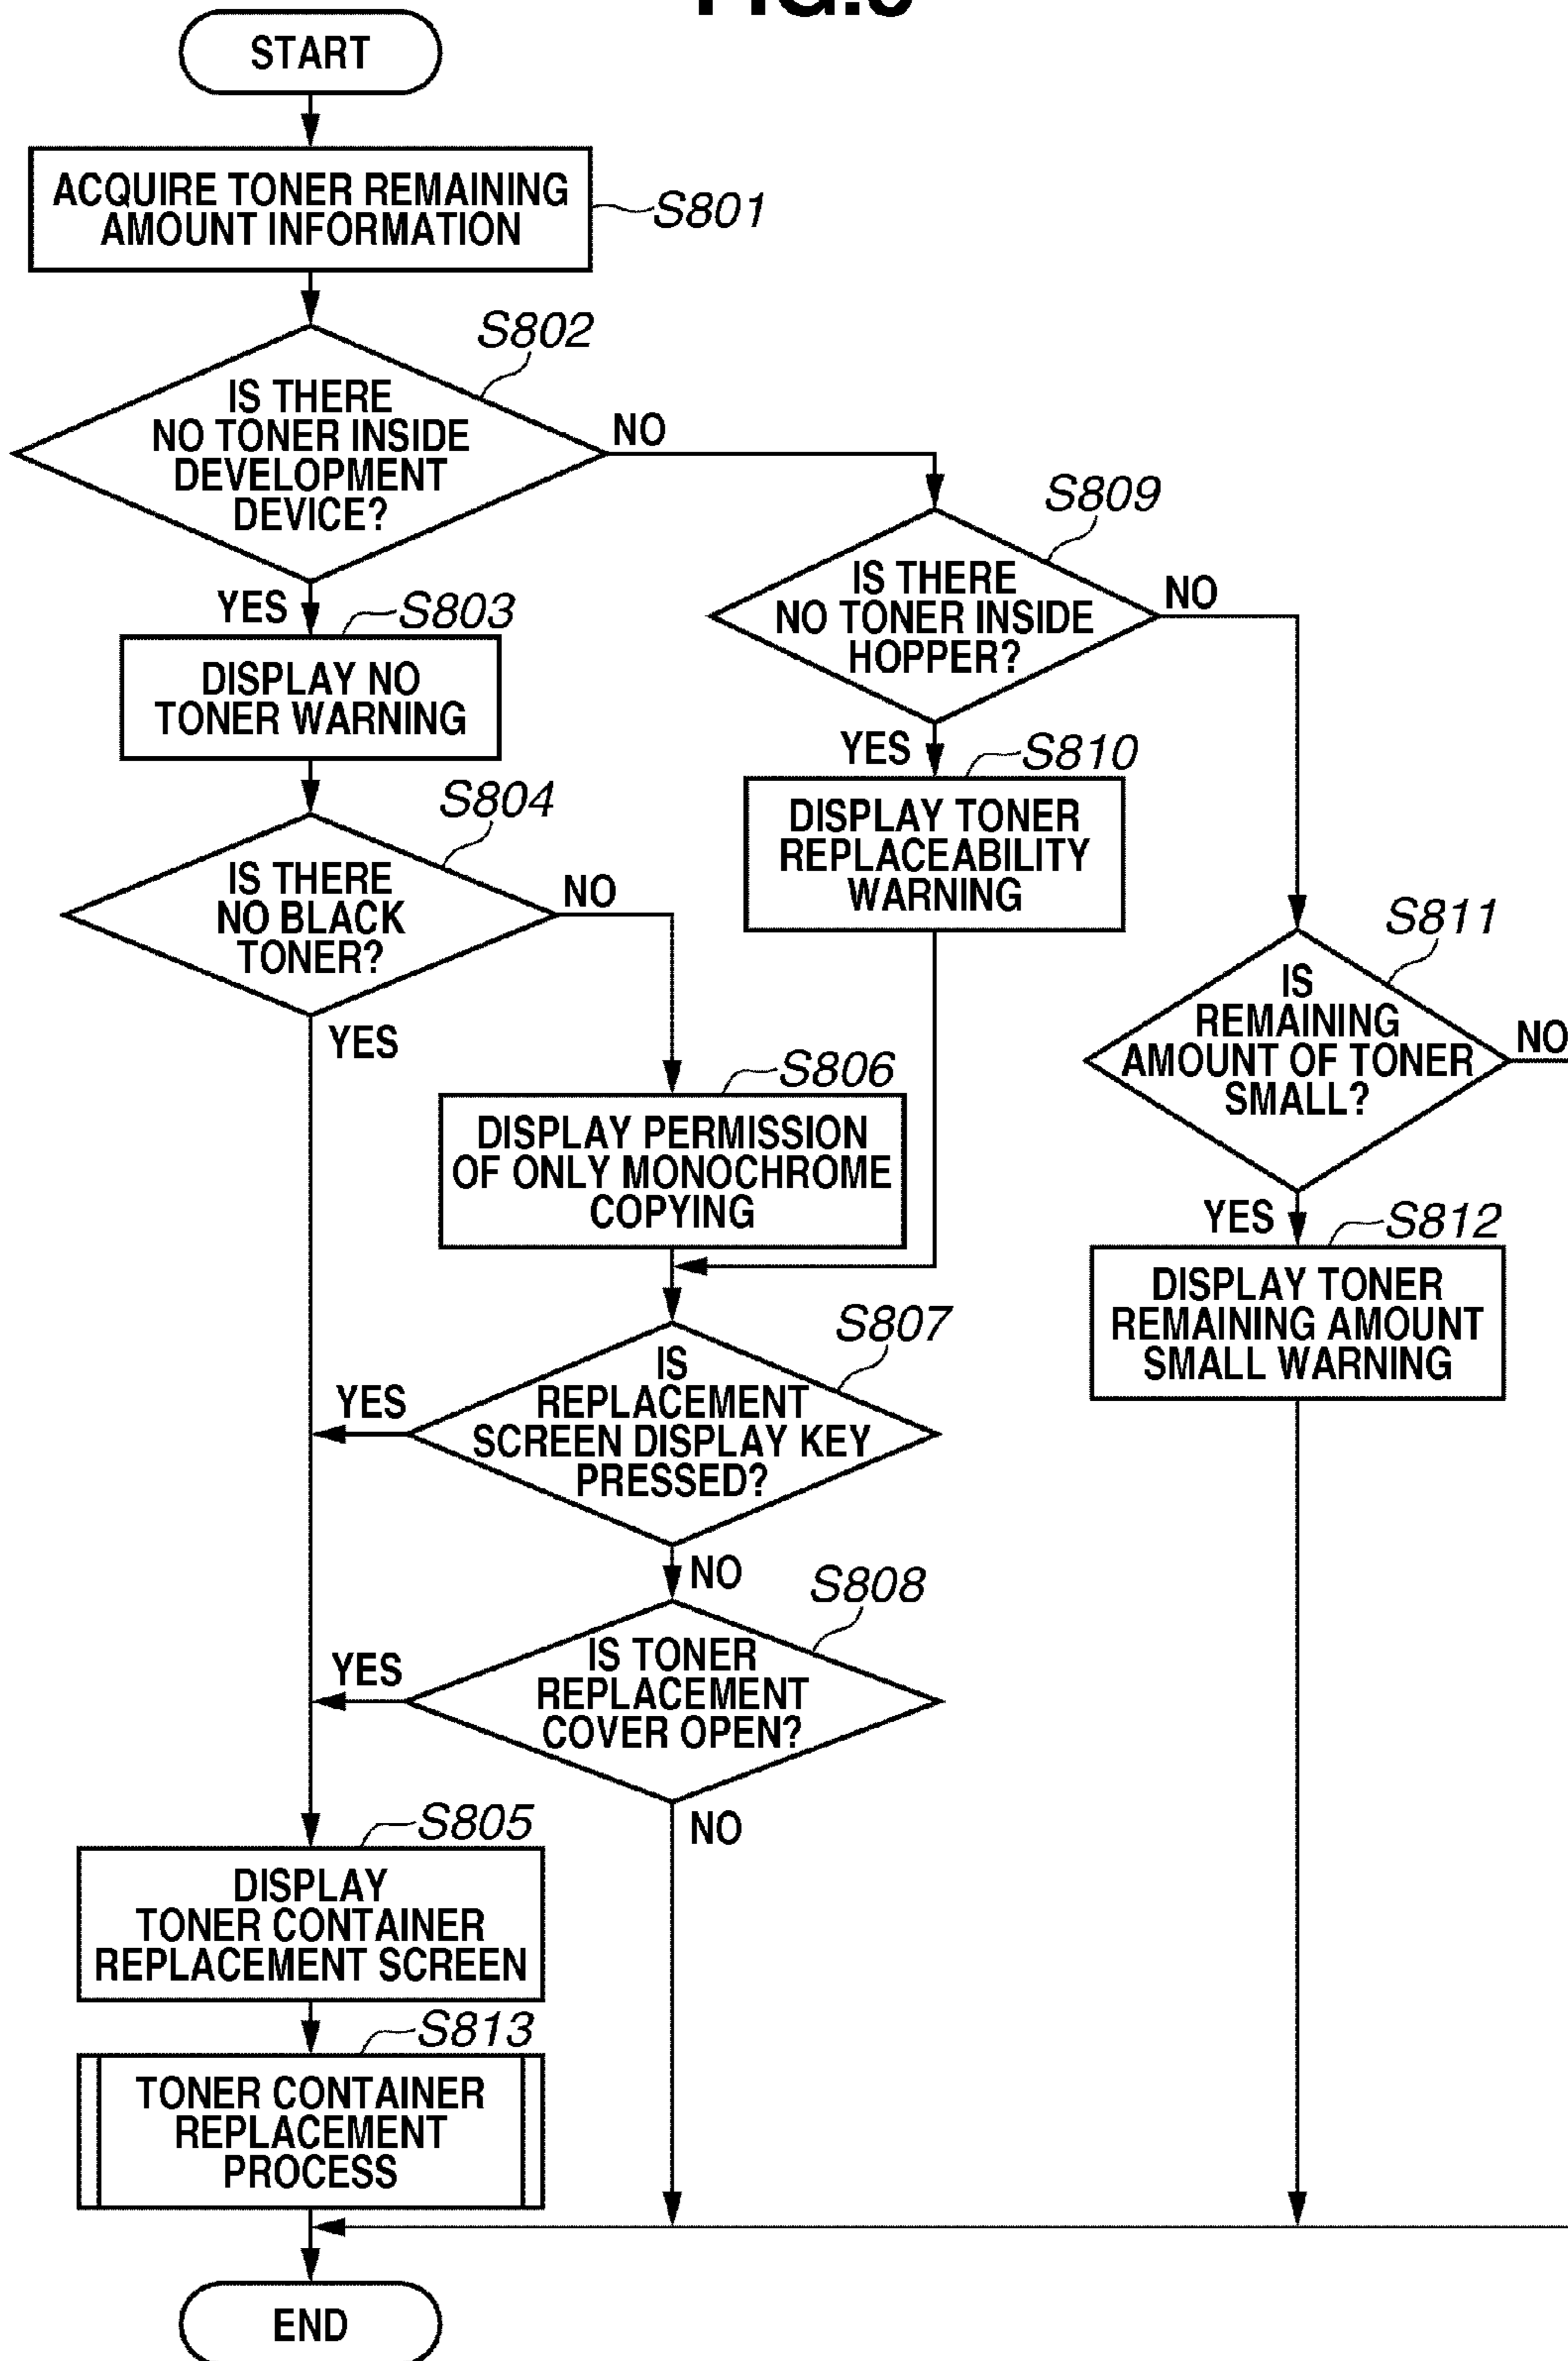 START
ACQUIRE TONER REMAINING
AMOUNT INFORMATION
S801
S802
IS THERE
NO TONER INSIDE
DEVELOPMENT
DEVICE?
NO
YES
S803
DISPLAY NO
TONER WARNING
S804
IS THERE
NO BLACK
TONER?
NO
YES
S809
IS THERE
NO TONER INSIDE
HOPPER?
NO
YES
S810
DISPLAY TONER
REPLACEABILITY
WARNING
S811
IS
REMAINING
AMOUNT OF TONER
SMALL?
NO
YES
S812
DISPLAY TONER
REMAINING AMOUNT
SMALL WARNING
S806
DISPLAY PERMISSION
OF ONLY MONOCHROME
COPYING
S807
IS
REPLACEMENT
SCREEN DISPLAY KEY
PRESSED?
YES
NO
S808
IS TONER
REPLACEMENT
COVER OPEN?
YES
NO
S805
DISPLAY
TONER CONTAINER
REPLACEMENT SCREEN
S813
TONER CONTAINER
REPLACEMENT
PROCESS
END